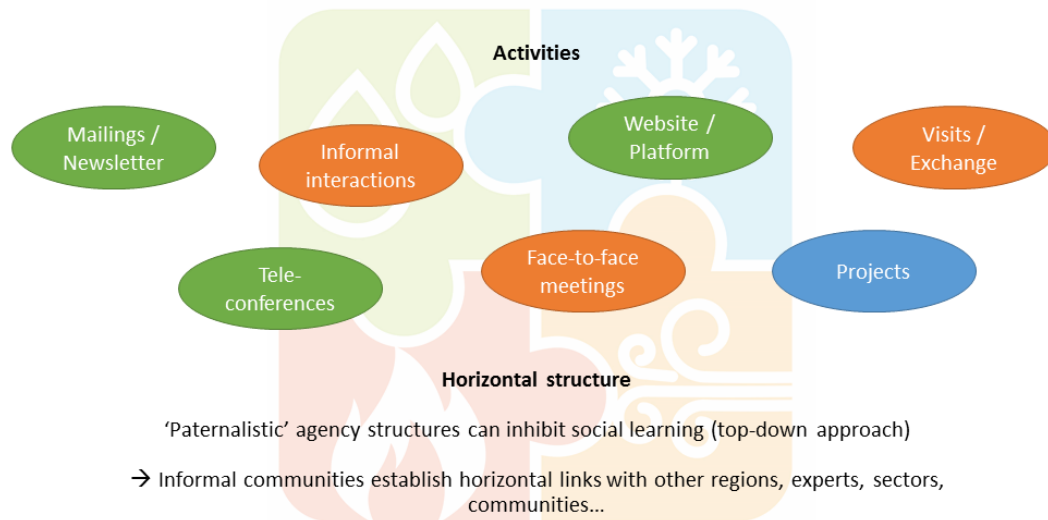 Activities
Mailings /
Newsletter
Informal
interactions
Website /
Platform
Visits /
Exchange
Tele-
conferences
Face-to-face
meetings
Projects
Horizontal structure
‘Paternalistic’ agency structures can inhibit social learning (top-down approach)
→ Informal communities establish horizontal links with other regions, experts, sectors,
communities...